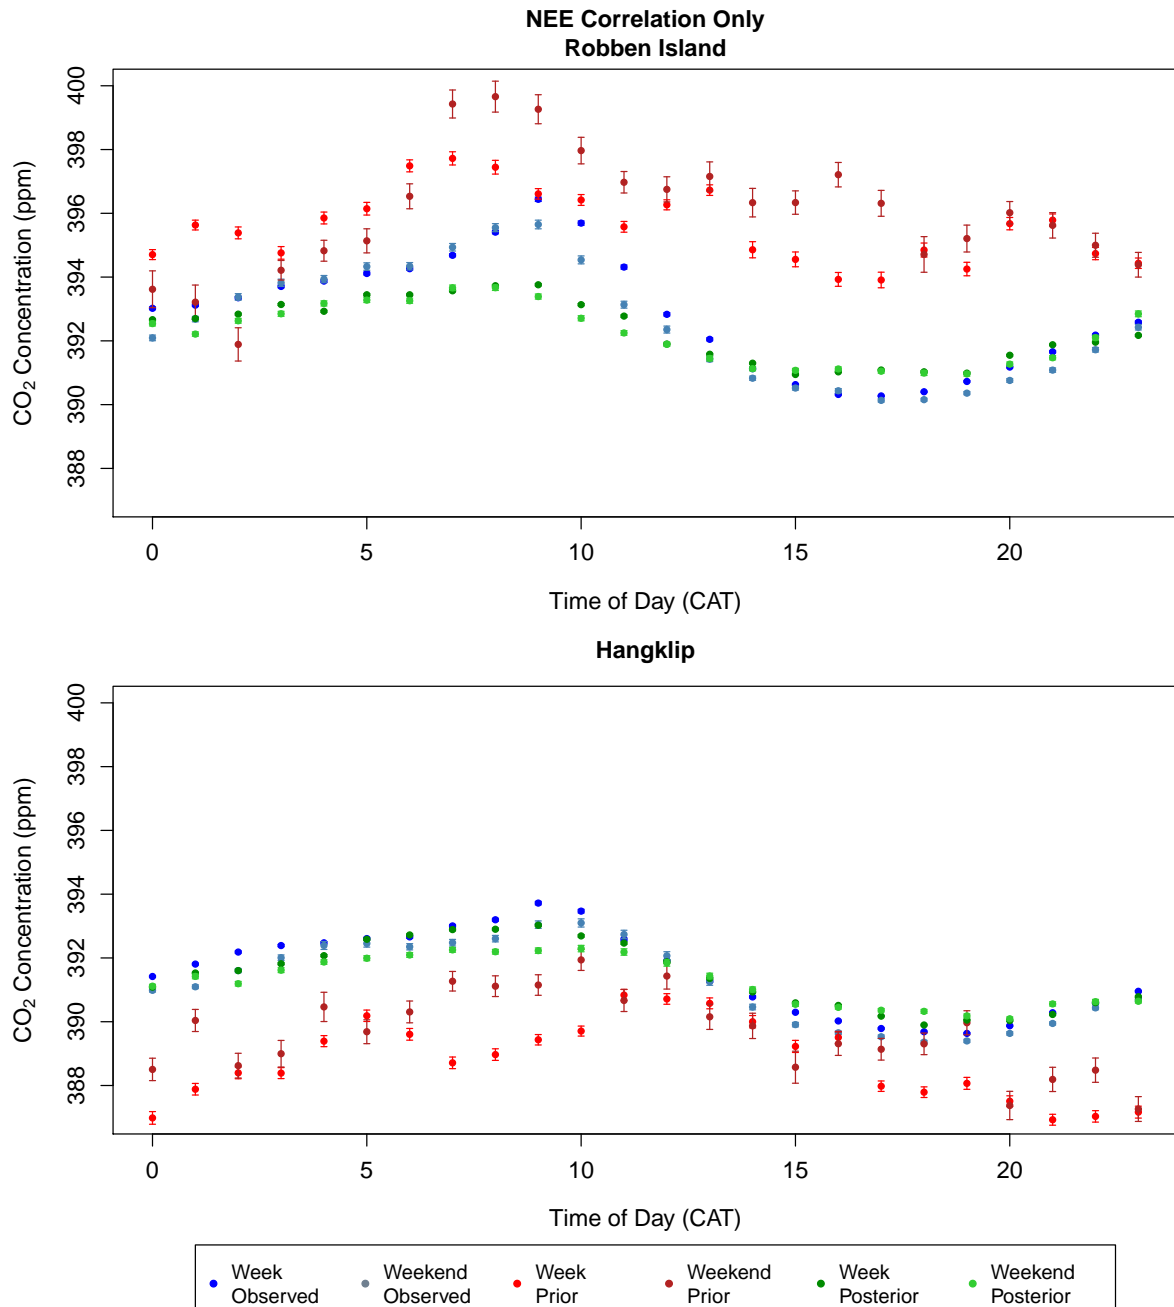 NEE Correlation Only
Robben Island
CO₂ Concentration (ppm)
400
398
396
394
392
390
388
0 5 10 15 20
Time of Day (CAT)
Hangklip
CO₂ Concentration (ppm)
400
398
396
394
392
390
388
0 5 10 15 20
Time of Day (CAT)
Week Weekend Week Weekend Week Weekend
Observed Observed Prior Prior Posterior Posterior